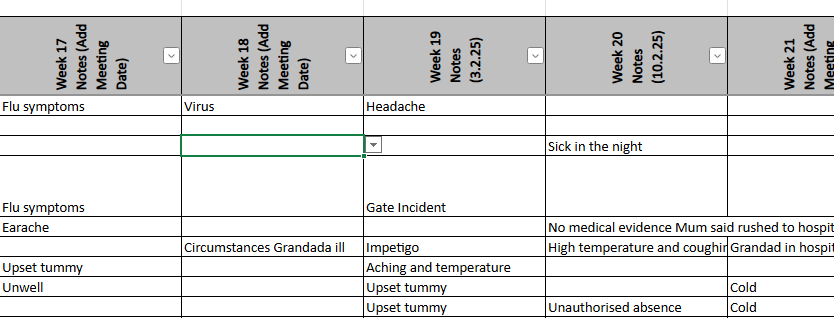 Week 17
Notes (Add
Meeting
Date)
Week 18
Notes (Add
Meeting
Date)
Week 19
Notes
(3.2.25)
Week 20
Notes
(10.2.25)
Week 21
Notes (Add
Meeting
Flu symptoms Virus Headache
Sick in the night
Flu symptoms Gate Incident
Earache No medical evidence Mum said rushed to hospit
Circumstances Grandada ill Impetigo High temperature and coughin Grandad in hospit
Upset tummy Aching and temperature
Unwell Upset tummy Cold
Upset tummy Unauthorised absence Cold